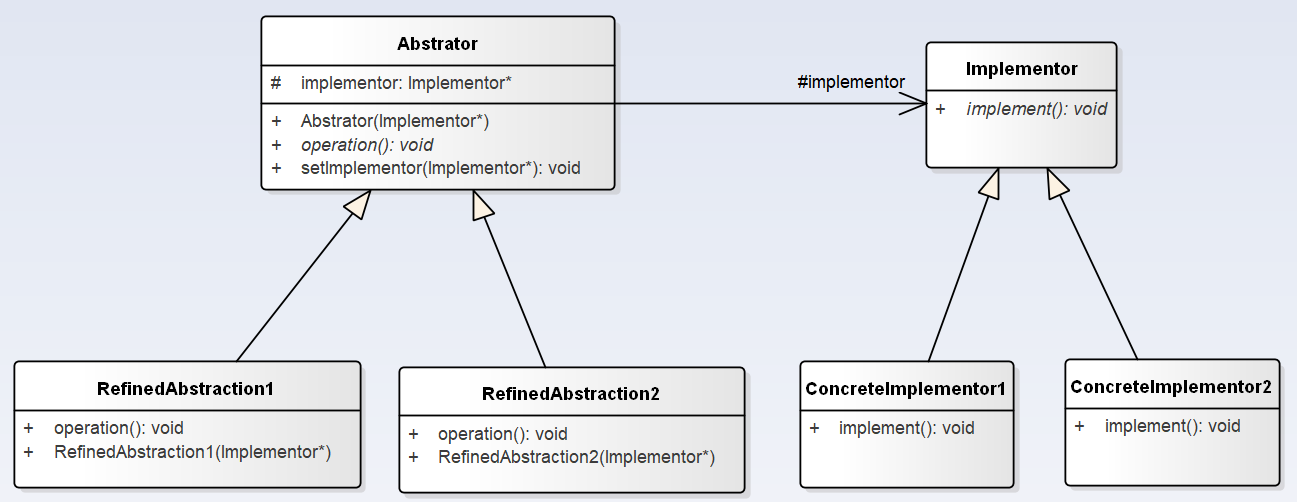 Abstrator
# implementor: Implementor*
+ Abstrator(Implementor*)
+ operation(): void
+ setImplementor(Implementor*): void
#implementor
Implementor
+ implement(): void
RefinedAbstraction1
+ operation(): void
+ RefinedAbstraction1(Implementor*)
RefinedAbstraction2
+ operation(): void
+ RefinedAbstraction2(Implementor*)
ConcreteImplementor1
+ implement(): void
ConcreteImplementor2
+ implement(): void